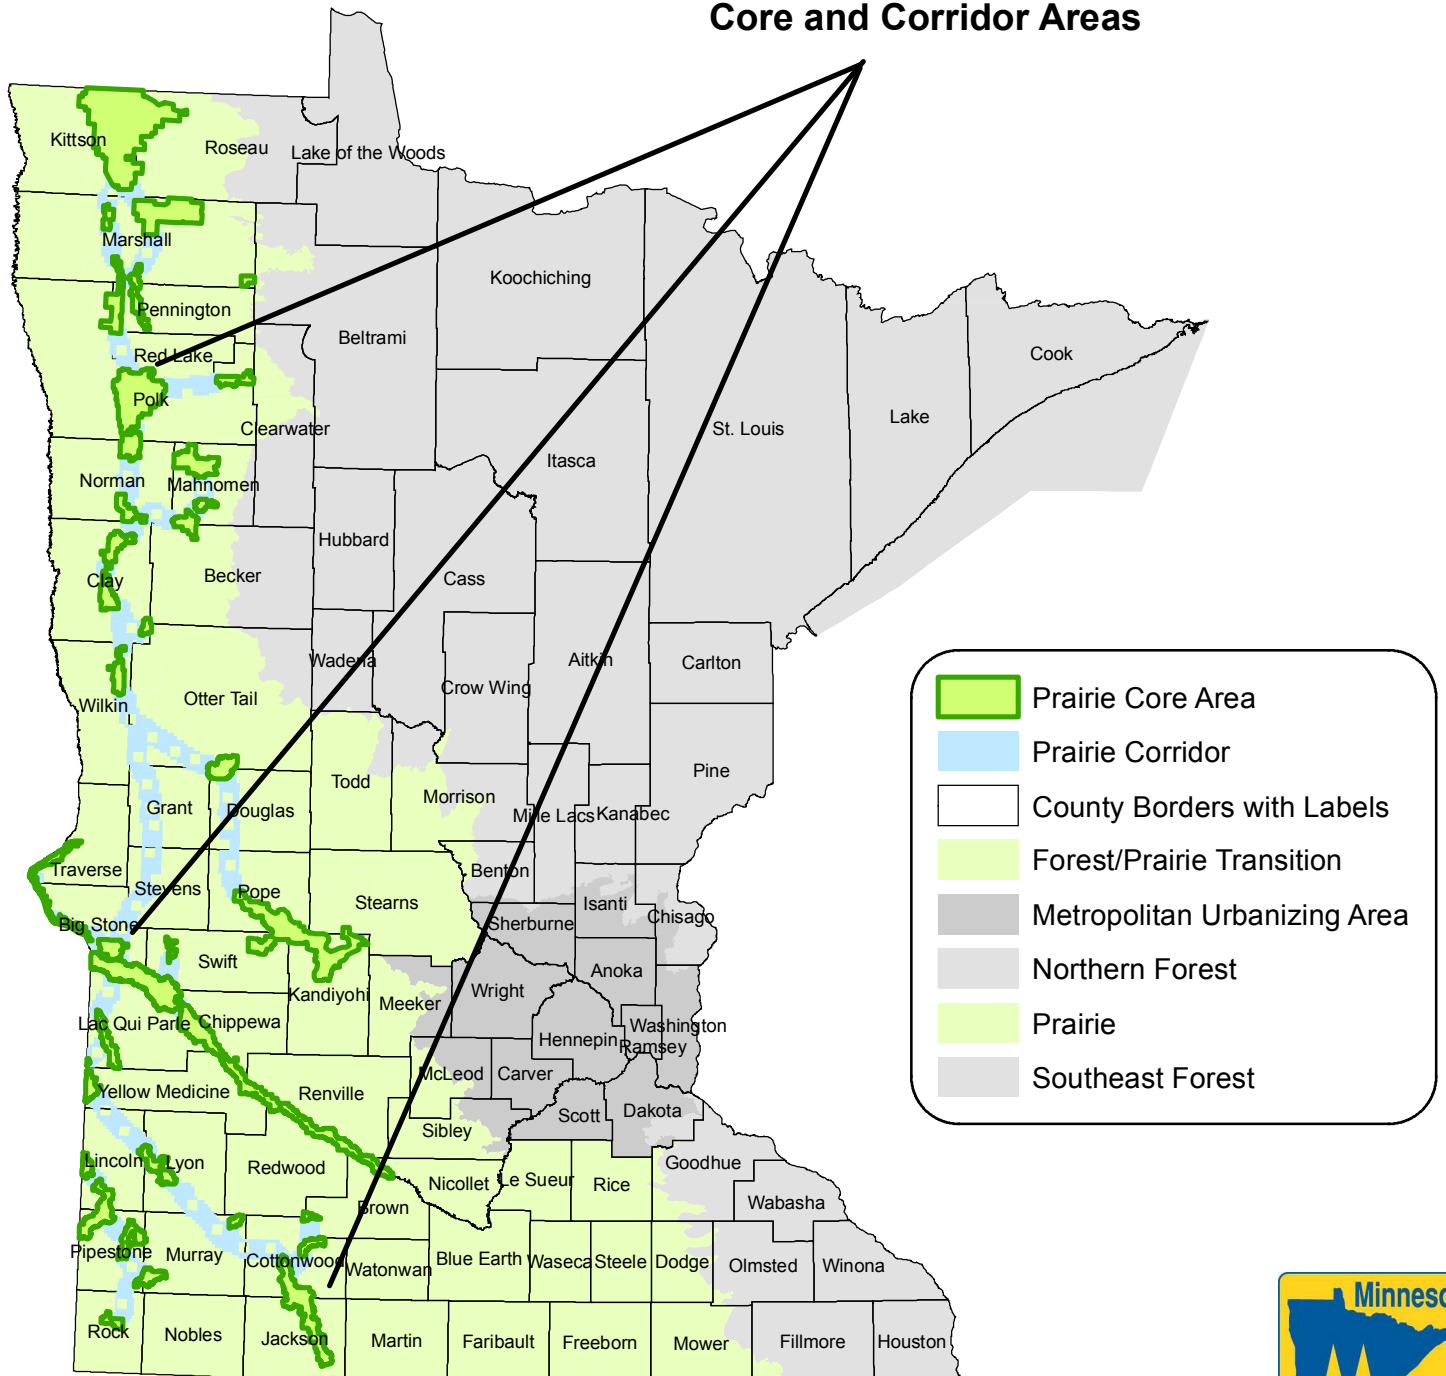 Core and Corridor Areas
Kittson
Roseau
Lake of the Woods
Marshall
Koochiching
Pennington
Beltrami
Red Lake
Cook
Polk
Clearwater
St. Louis
Lake
Itasca
Norman
Mahnomen
Hubbard
Clay
Becker
Cass
Wadena
Aitkin
Carlton
Crow Wing
Otter Tail
Wilkin
Prairie Core Area
Prairie Corridor
County Borders with Labels
Forest/Prairie Transition
Metropolitan Urbanizing Area
Northern Forest
Prairie
Southeast Forest
Pine
Todd
Morrison
Grant
Douglas
Mille Lacs
Kanabec
Traverse
Benton
Stevens
Pope
Stearns
Isanti
Chisago
Big Stone
Sherburne
Swift
Anoka
Kandiyohi
Meeker
Wright
Lac Qui Parle
Chippewa
Washington
Hennepin
Ramsey
McLeod
Carver
Yellow Medicine
Renville
Scott
Dakota
Sibley
Lincoln
Lyon
Redwood
Goodhue
Nicollet
Le Sueur
Rice
Wabasha
Brown
Pipestone
Murray
Cottonwood
Watonwan
Blue Earth
Waseca
Steele
Dodge
Olmsted
Winona
Rock
Nobles
Jackson
Martin
Faribault
Freeborn
Mower
Fillmore
Houston
Minneso